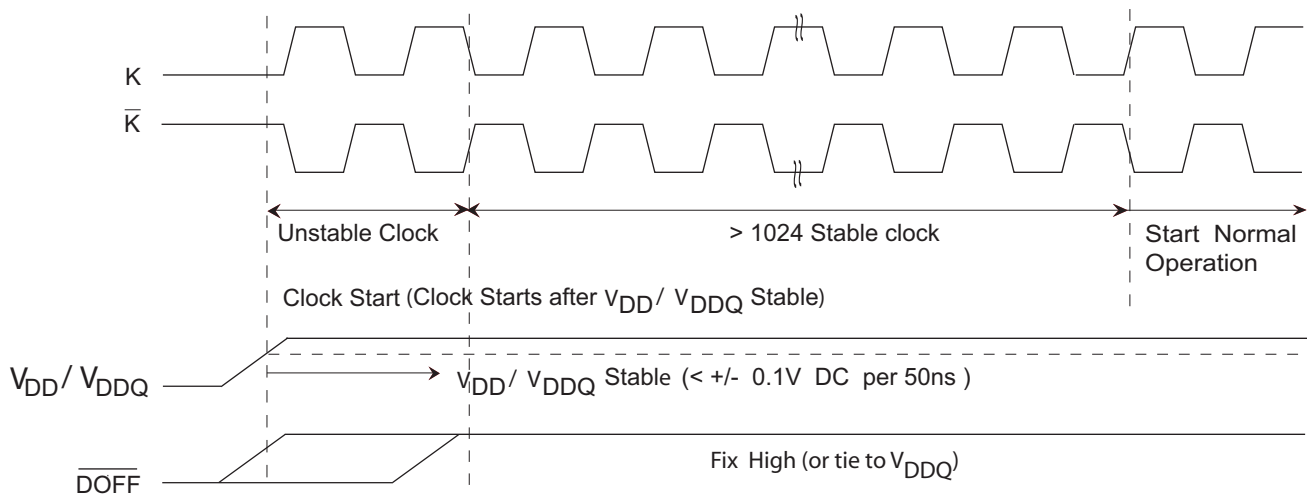 K
K̅
Unstable Clock
> 1024 Stable clock
Start Normal
Operation
Clock Start (Clock Starts after VDD / VDDQ Stable)
VDD / VDDQ
VDD / VDDQ Stable (< +/- 0.1V DC per 50ns )
Fix High (or tie to VDDQ)
D̅O̅F̅F̅